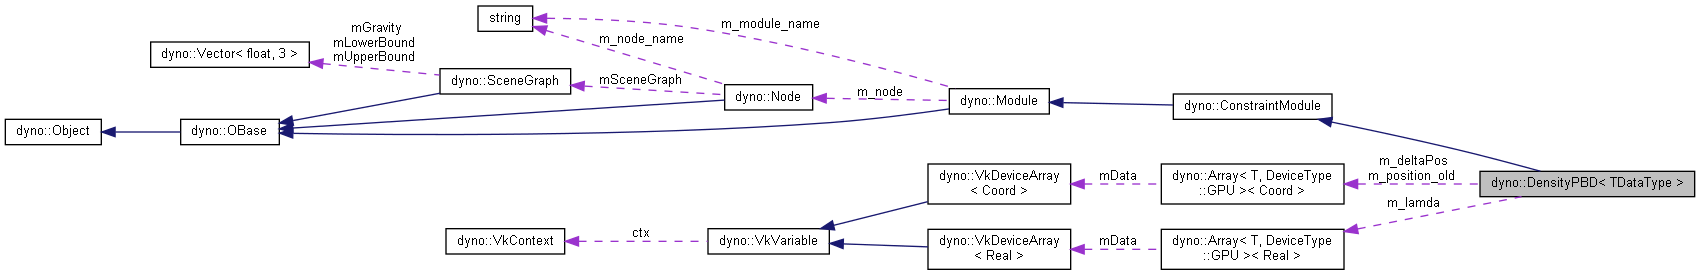 string
m_module_name
mGravity
mLowerBound
mUpperBound
m_node_name
dyno::Vector< float, 3 >
dyno::SceneGraph
mSceneGraph
dyno::Node
m_node
dyno::Module
dyno::ConstraintModule
dyno::Object
dyno::OBase
m_deltaPos
m_position_old
dyno::VkDeviceArray
< Coord >
mData
dyno::Array< T, DeviceType
::GPU >< Coord >
dyno::DensityPBD< TDataType >
m_lamda
dyno::VkContext
ctx
dyno::VkVariable
dyno::VkDeviceArray
< Real >
mData
dyno::Array< T, DeviceType
::GPU >< Real >